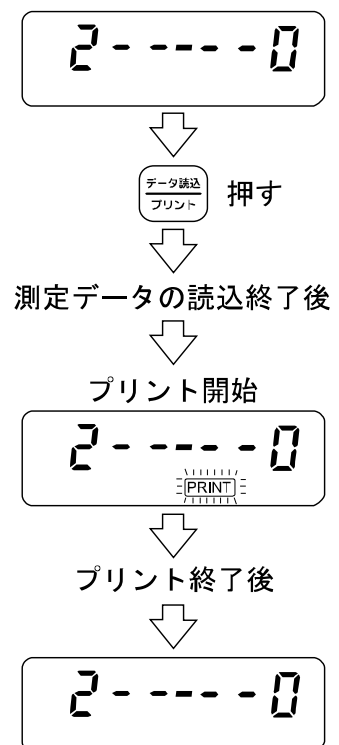 2- - -- - -0
データ読込
プリント
押す
測定データの読込終了後
プリント開始
2- - -- - -0
PRINT
プリント終了後
2- - -- - -0